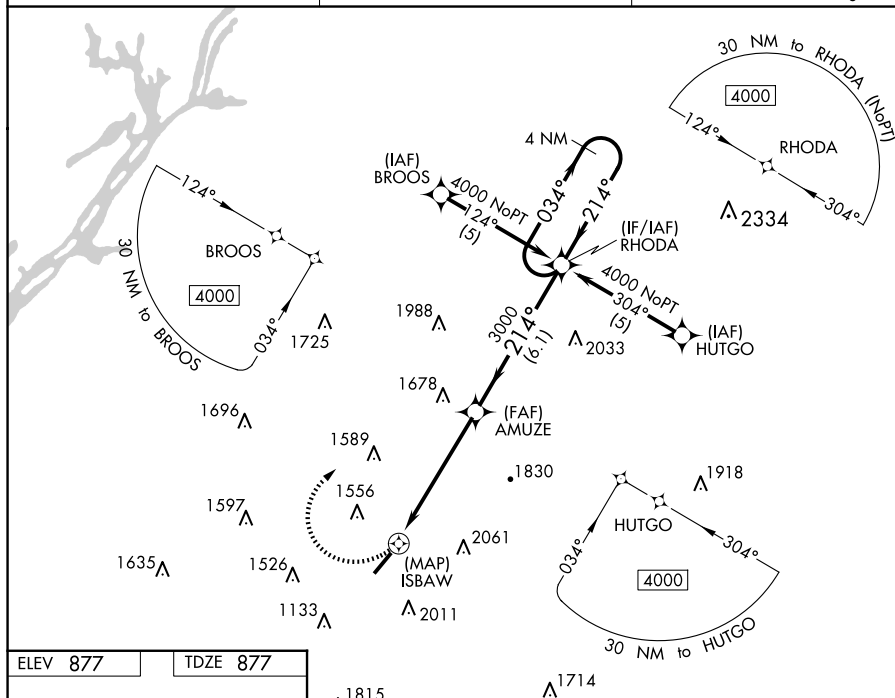 30 NM to RHODA (NoPT)
4000
124°
RHODA
304°
2334
4 NM
(IAF)
BROOS
4000 NoPT
124°
(5)
034°
214°
(IF/IAF)
RHODA
4000 NoPT
304°
(5)
(IAF)
HUTGO
124°
BROOS
4000
30 NM to BROOS
034°
1725
1988
3000
214°
(6.1)
2033
1678
1696
(FAF)
AMUZE
1589
1830
1556
1597
1918
HUTGO
034°
304°
4000
30 NM to HUTGO
2061
(MAP)
ISBAW
1635
1526
1133
2011
ELEV 877
TDZE 877
1815
1714